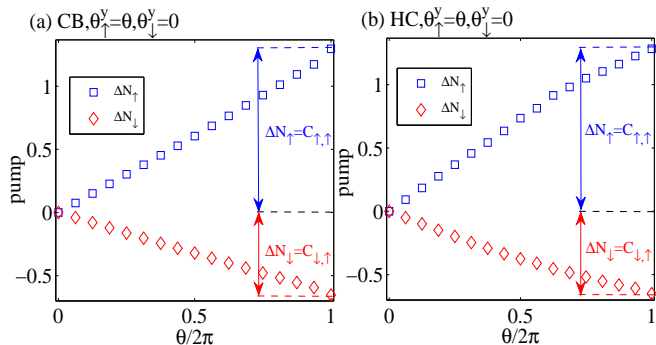 (a) CB,θ↑^y=θ,θ↓^y=0
1
0.5
0
−0.5
pump
ΔN↑
ΔN↓
ΔN↑=C↑,↑
ΔN↓=C↓,↑
0
0.5
1
θ/2π
(b) HC,θ↑^y=θ,θ↓^y=0
1
0.5
0
−0.5
pump
ΔN↑
ΔN↓
ΔN↑=C↑,↑
ΔN↓=C↓,↑
0
0.5
1
θ/2π